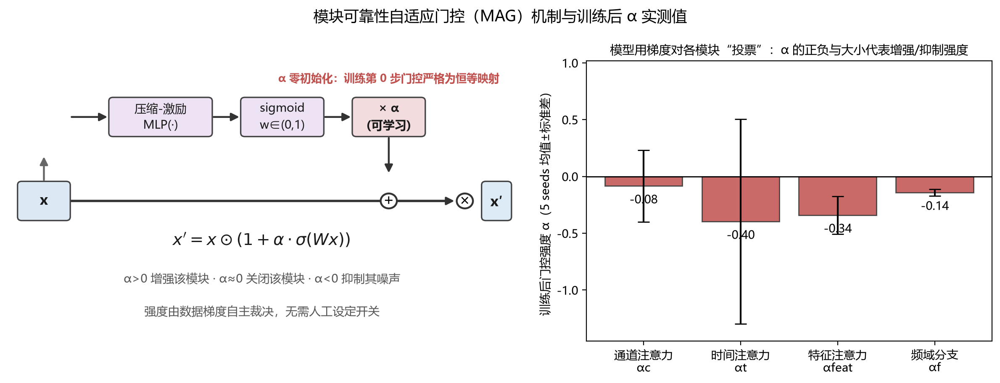 模块可靠性自适应门控（MAG）机制与训练后 α 实测值
α 零初始化：训练第 0 步门控严格为恒等映射
压缩-激励
MLP(·)
sigmoid
w∈(0,1)
× α
(可学习)
x
+
×
x′
x′ = x ⊙ (1 + α · σ(Wx))
α>0 增强该模块 · α≈0 关闭该模块 · α<0 抑制其噪声
强度由数据梯度自主裁决，无需人工设定开关
模型用梯度对各模块“投票”：α 的正负与大小代表增强/抑制强度
训练后门控强度 α（5 seeds 均值±标准差）
1.0
0.5
0.0
-0.5
-1.0
-0.08
-0.40
-0.34
-0.14
通道注意力
αc
时间注意力
αt
特征注意力
αfeat
频域分支
αf